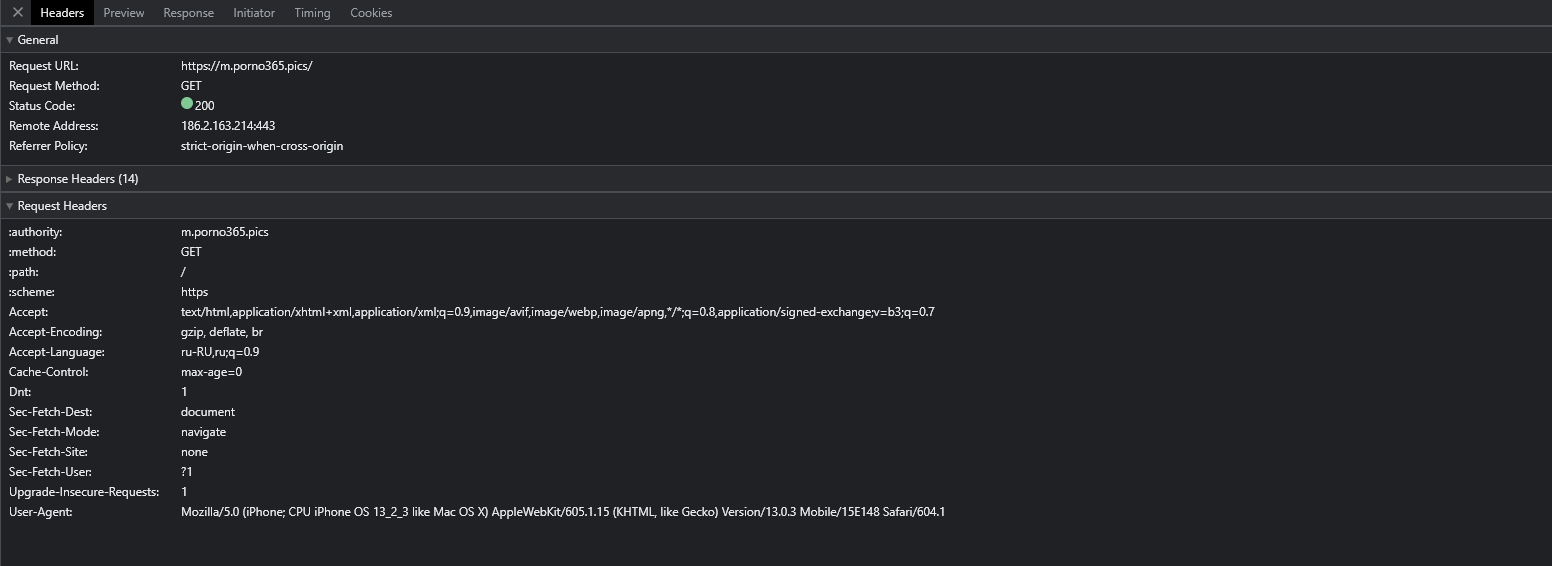 Headers Preview Response Initiator Timing Cookies
General
Request URL: https://m.porno365.pics/
Request Method: GET
Status Code: 200
Remote Address: 186.2.163.214:443
Referrer Policy: strict-origin-when-cross-origin
Response Headers (14)
Request Headers
:authority: m.porno365.pics
:method: GET
:path: /
:scheme: https
Accept: text/html,application/xhtml+xml,application/xml;q=0.9,image/avif,image/webp,image/apng,*/*;q=0.8,application/signed-exchange;v=b3;q=0.7
Accept-Encoding: gzip, deflate, br
Accept-Language: ru-RU,ru;q=0.9
Cache-Control: max-age=0
Dnt: 1
Sec-Fetch-Dest: document
Sec-Fetch-Mode: navigate
Sec-Fetch-Site: none
Sec-Fetch-User: ?1
Upgrade-Insecure-Requests: 1
User-Agent: Mozilla/5.0 (iPhone; CPU iPhone OS 13_2_3 like Mac OS X) AppleWebKit/605.1.15 (KHTML, like Gecko) Version/13.0.3 Mobile/15E148 Safari/604.1